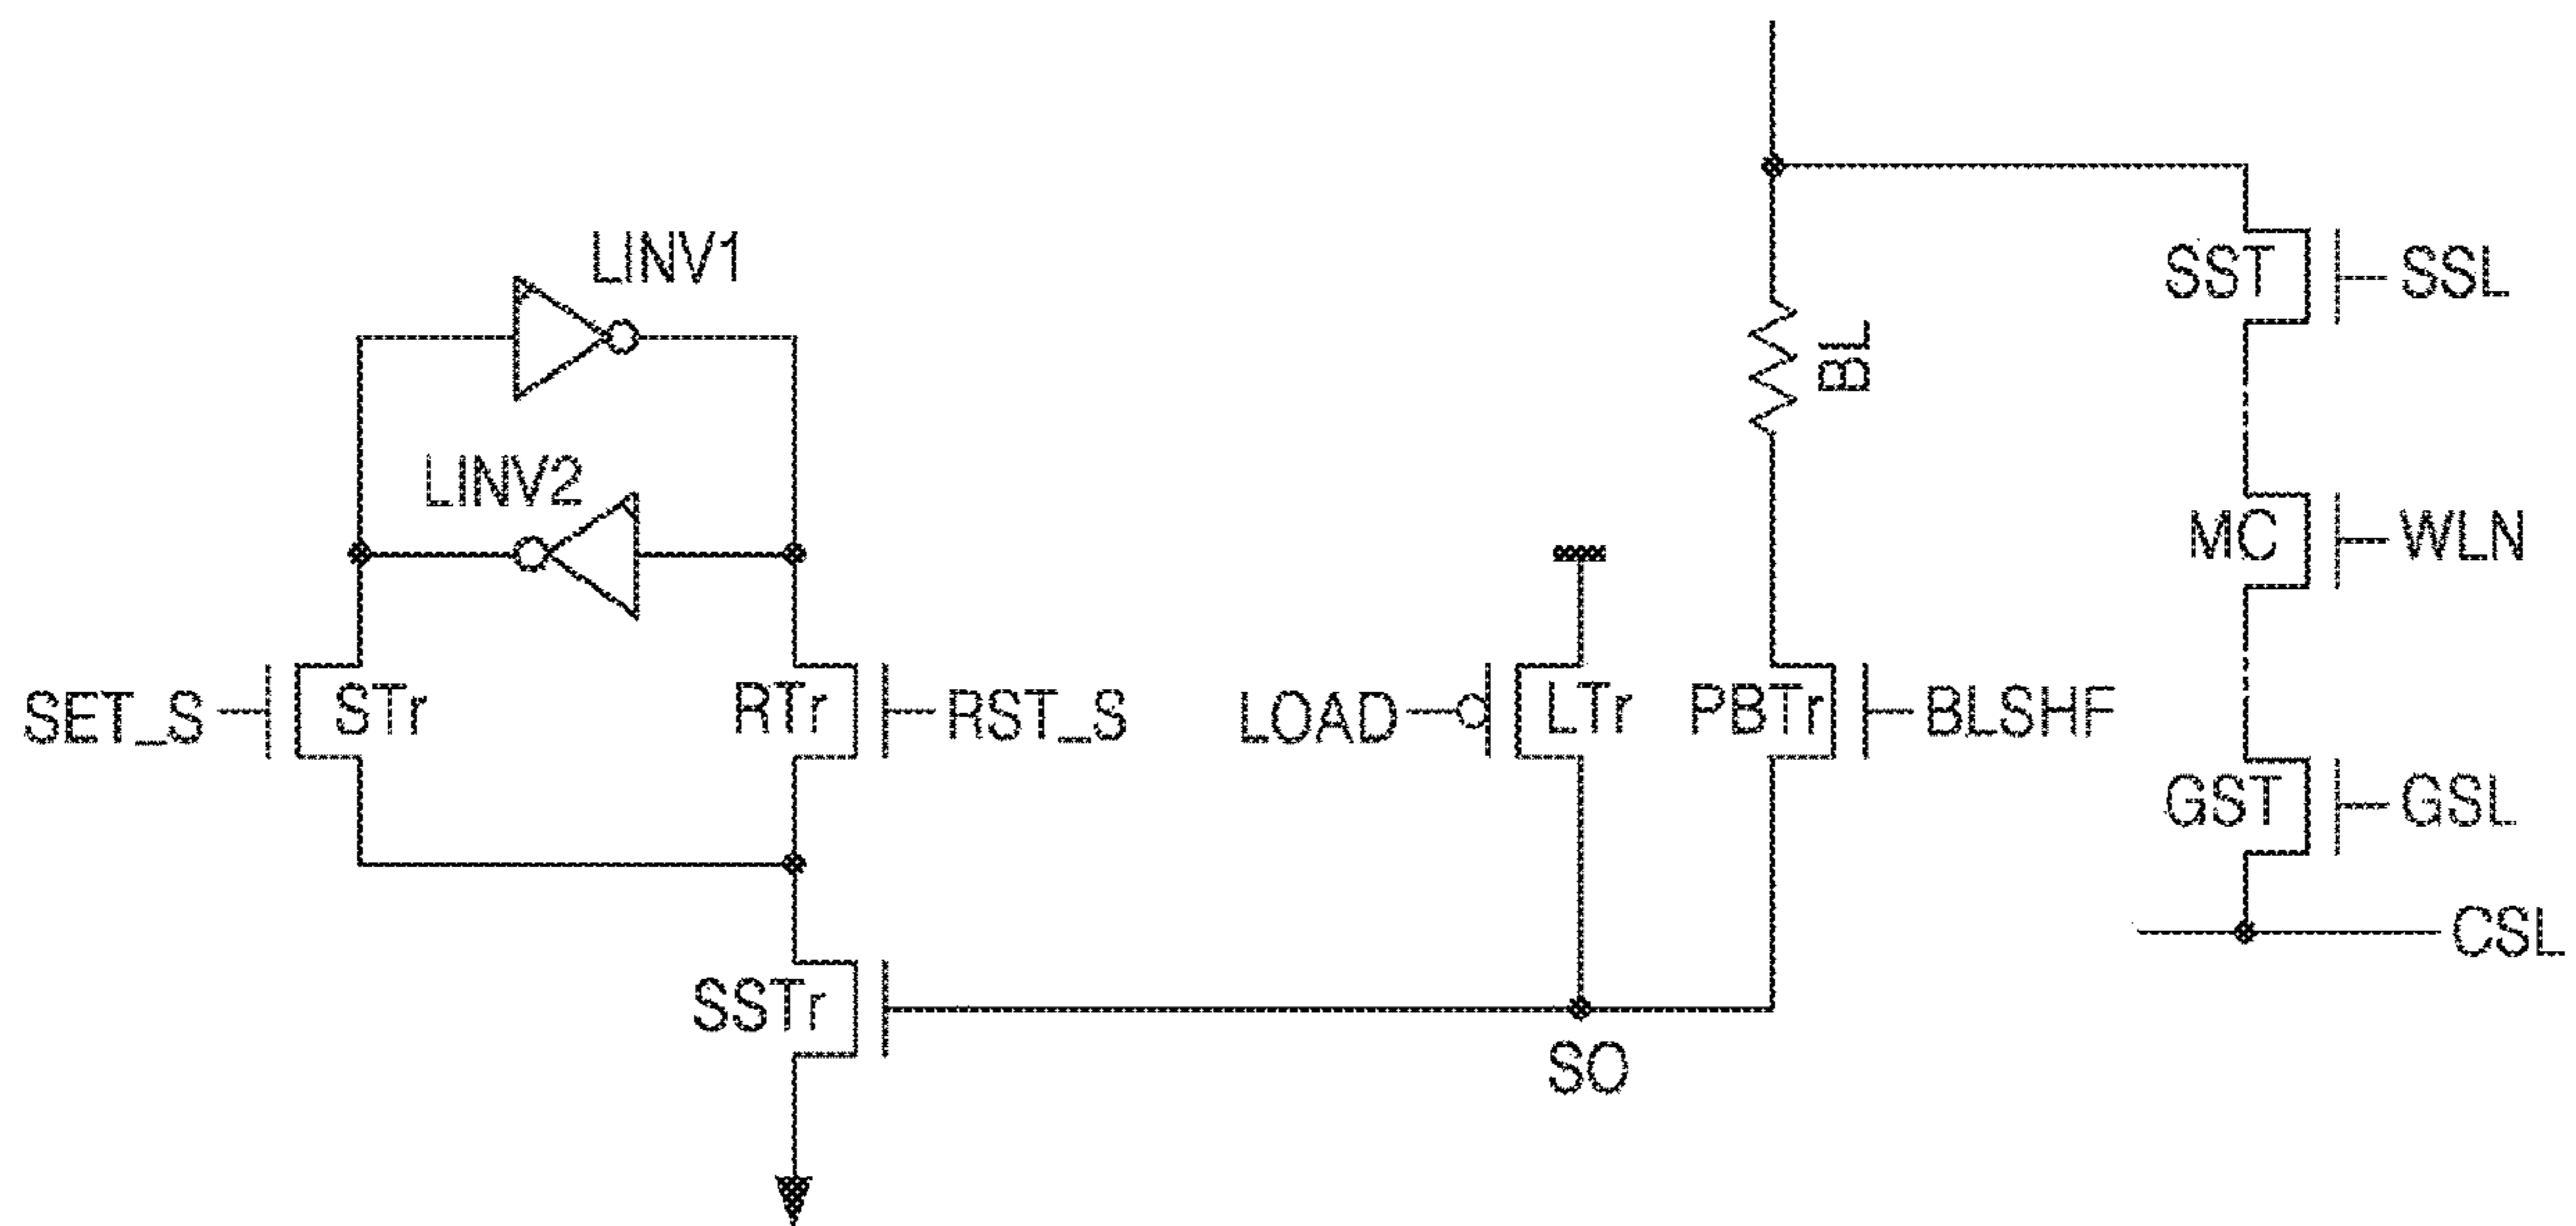 LINV1
LINV2
SET_S
STr
RTr
RST_S
SSTr
LOAD
LTr
PBTr
BLSHF
BL
SO
SST
SSL
MC
WLN
GST
GSL
CSL